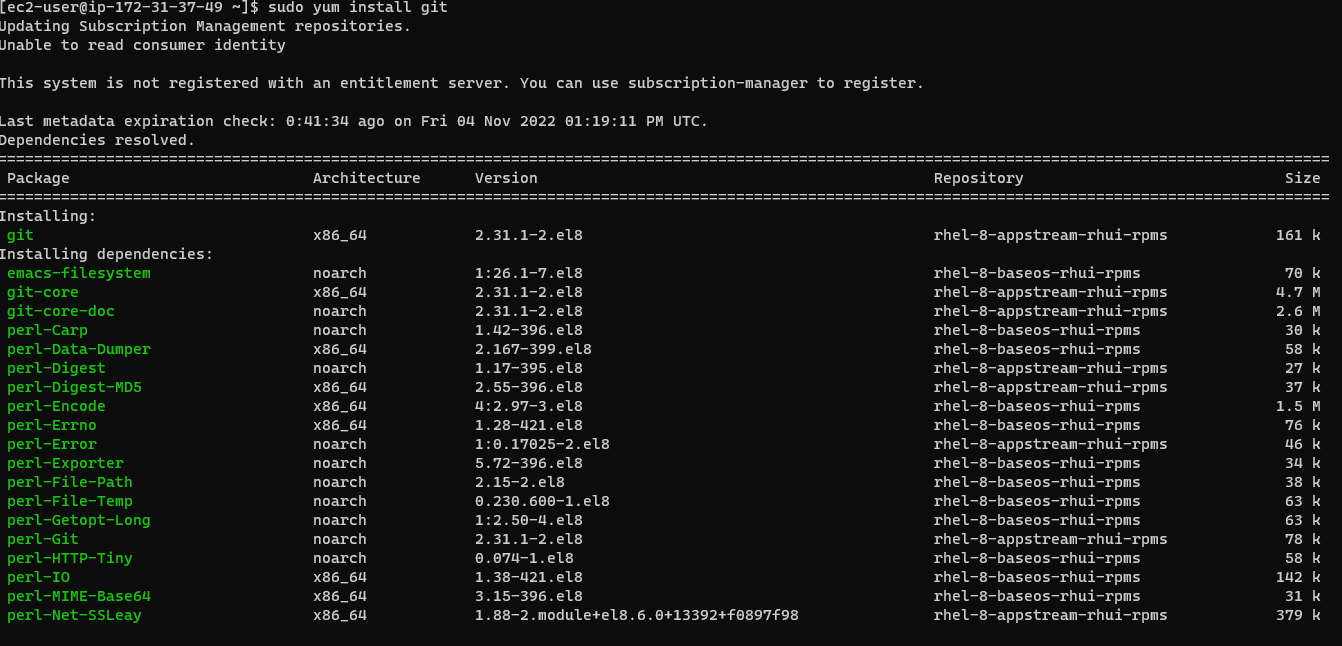 [ec2-user@ip-172-31-37-49 ~]$ sudo yum install git
Updating Subscription Management repositories.
Unable to read consumer identity
This system is not registered with an entitlement server. You can use subscription-manager to register.
Last metadata expiration check: 0:41:34 ago on Fri 04 Nov 2022 01:19:11 PM UTC.
Dependencies resolved.
Package Architecture Version Repository Size
Installing:
git x86_64 2.31.1-2.el8 rhel-8-appstream-rhui-rpms 161 k
Installing dependencies:
emacs-filesystem noarch 1:26.1-7.el8 rhel-8-baseos-rhui-rpms 70 k
git-core x86_64 2.31.1-2.el8 rhel-8-appstream-rhui-rpms 4.7 M
git-core-doc noarch 2.31.1-2.el8 rhel-8-appstream-rhui-rpms 2.6 M
perl-Carp noarch 1.42-396.el8 rhel-8-baseos-rhui-rpms 30 k
perl-Data-Dumper x86_64 2.167-399.el8 rhel-8-baseos-rhui-rpms 58 k
perl-Digest noarch 1.17-395.el8 rhel-8-appstream-rhui-rpms 27 k
perl-Digest-MD5 x86_64 2.55-396.el8 rhel-8-appstream-rhui-rpms 37 k
perl-Encode x86_64 4:2.97-3.el8 rhel-8-baseos-rhui-rpms 1.5 M
perl-Errno x86_64 1.28-421.el8 rhel-8-baseos-rhui-rpms 76 k
perl-Error noarch 1:0.17025-2.el8 rhel-8-appstream-rhui-rpms 46 k
perl-Exporter noarch 5.72-396.el8 rhel-8-baseos-rhui-rpms 34 k
perl-File-Path noarch 2.15-2.el8 rhel-8-baseos-rhui-rpms 38 k
perl-File-Temp noarch 0.230.600-1.el8 rhel-8-baseos-rhui-rpms 63 k
perl-Getopt-Long noarch 1:2.50-4.el8 rhel-8-baseos-rhui-rpms 63 k
perl-Git noarch 2.31.1-2.el8 rhel-8-appstream-rhui-rpms 78 k
perl-HTTP-Tiny noarch 0.074-1.el8 rhel-8-baseos-rhui-rpms 58 k
perl-IO x86_64 1.38-421.el8 rhel-8-baseos-rhui-rpms 142 k
perl-MIME-Base64 x86_64 3.15-396.el8 rhel-8-baseos-rhui-rpms 31 k
perl-Net-SSLeay x86_64 1.88-2.module+el8.6.0+13392+f0897f98 rhel-8-appstream-rhui-rpms 379 k